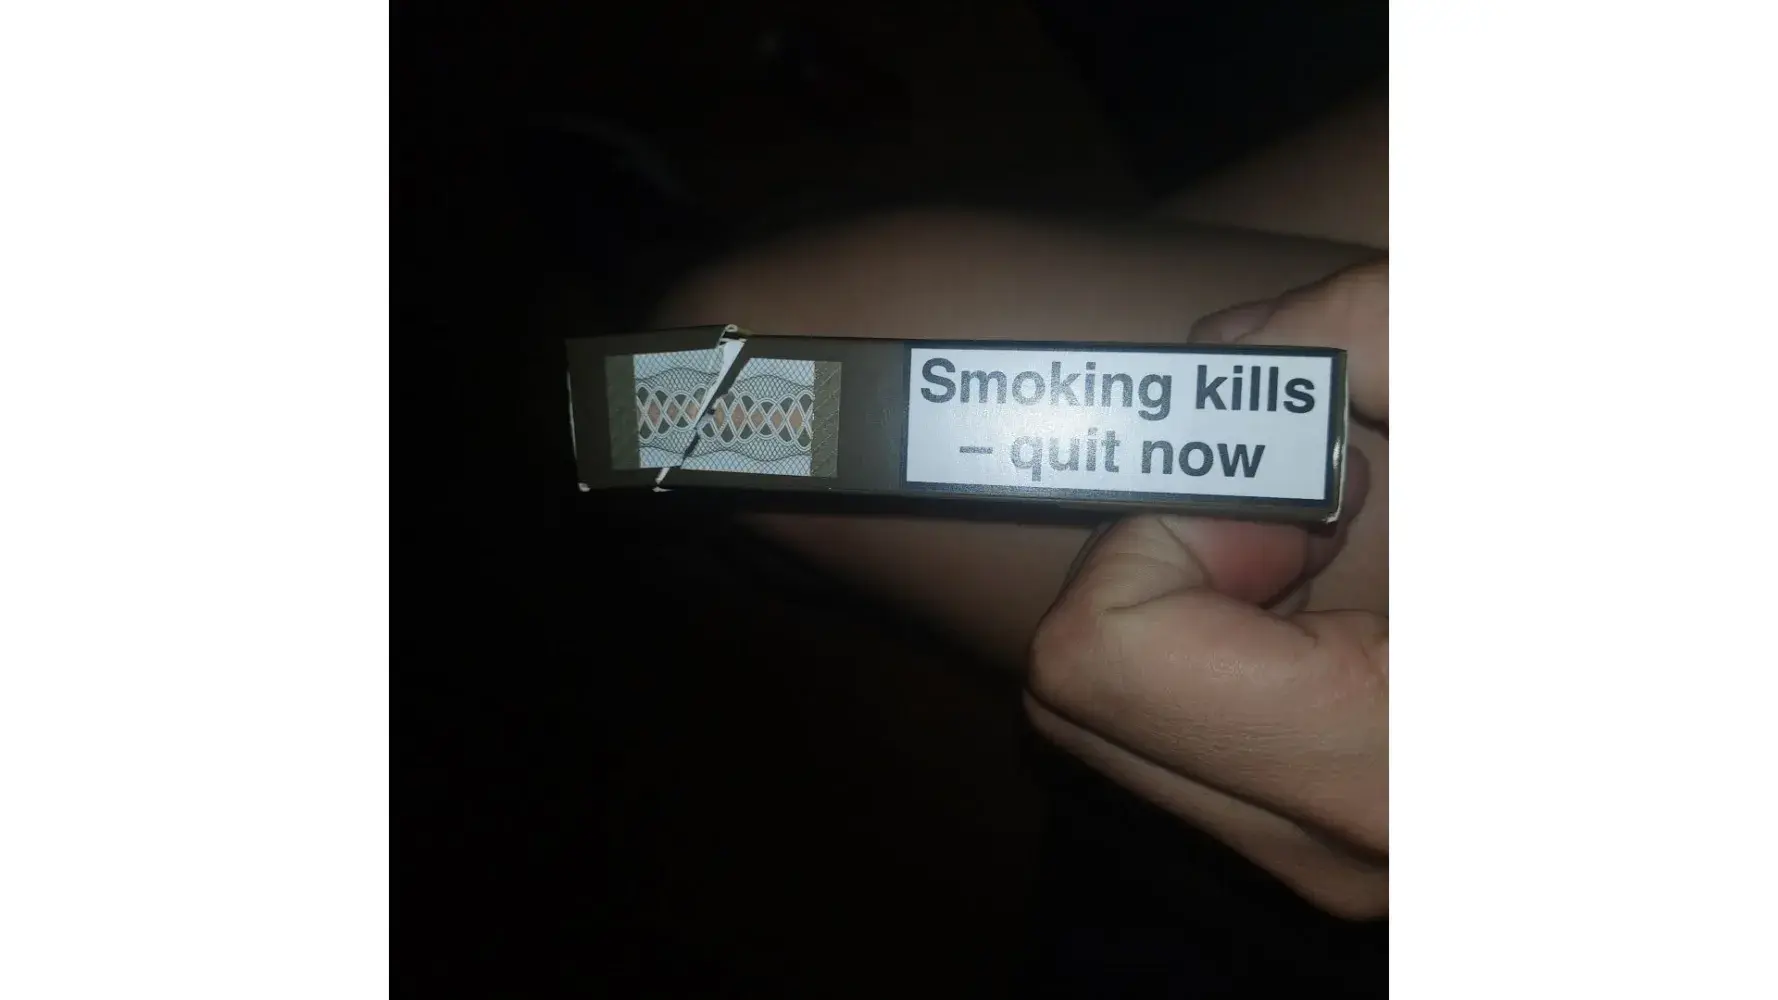 Smoking kills
– quit now